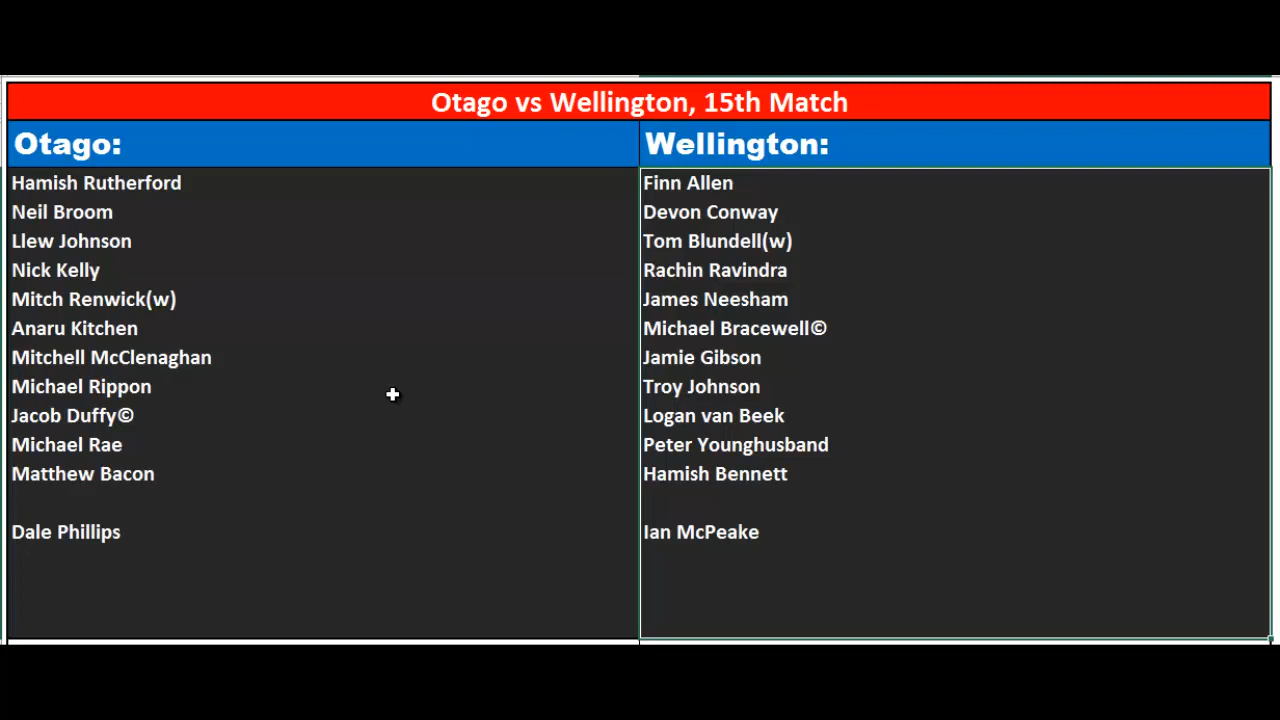 Otago vs Wellington, 15th Match
Otago:
Hamish Rutherford
Neil Broom
Llew Johnson
Nick Kelly
Mitch Renwick(w)
Anaru Kitchen
Mitchell McClenaghan
Michael Rippon
Jacob Duffy©
Michael Rae
Matthew Bacon
Dale Phillips
Wellington:
Finn Allen
Devon Conway
Tom Blundell(w)
Rachin Ravindra
James Neesham
Michael Bracewell©
Jamie Gibson
Troy Johnson
Logan van Beek
Peter Younghusband
Hamish Bennett
Ian McPeake